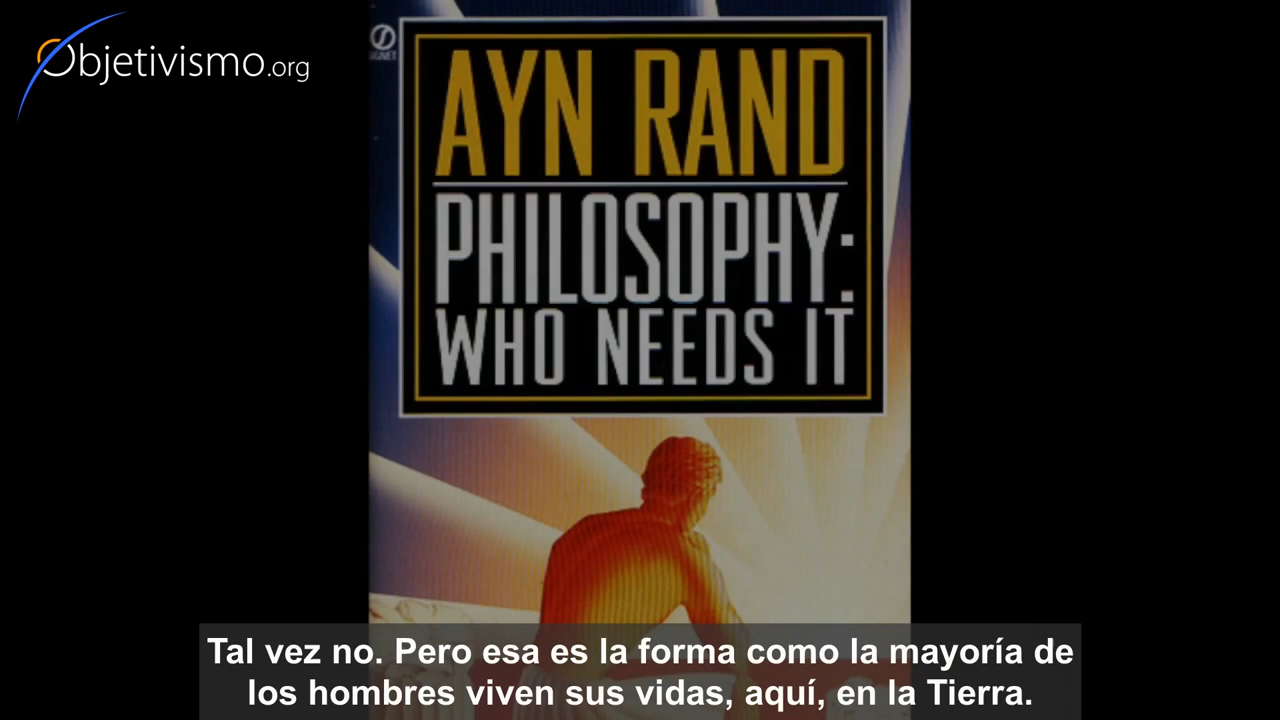 Objetivismo.org
SIGNET
AYN RAND
PHILOSOPHY:
WHO NEEDS IT
Tal vez no. Pero esa es la forma como la mayoría de
los hombres viven sus vidas, aquí, en la Tierra.